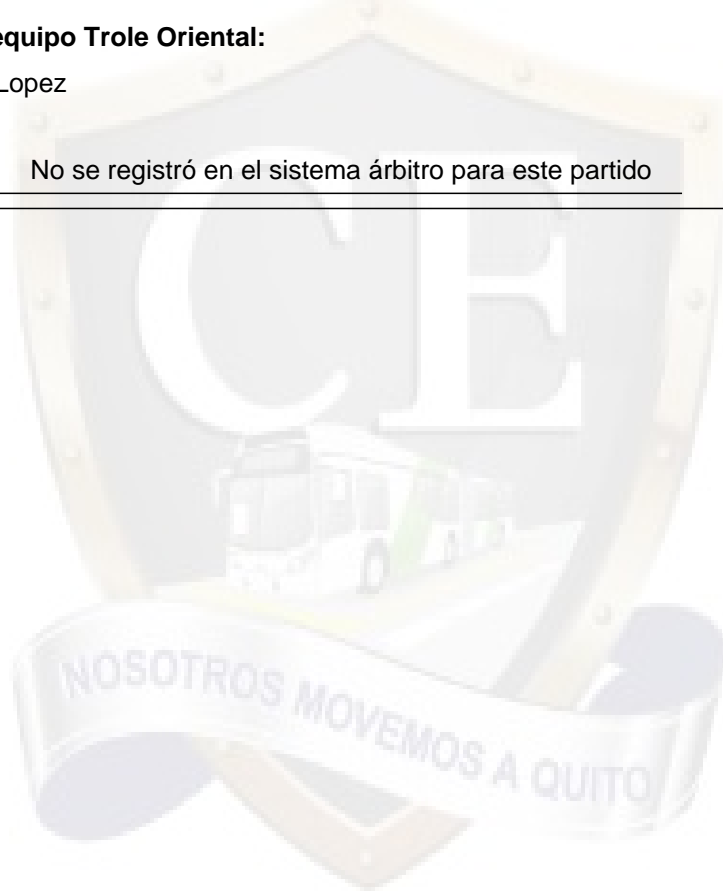 equipo Trole Oriental:
Lopez
No se registró en el sistema árbitro para este partido
CE
NOSOTROS MOVEMOS A QUITO